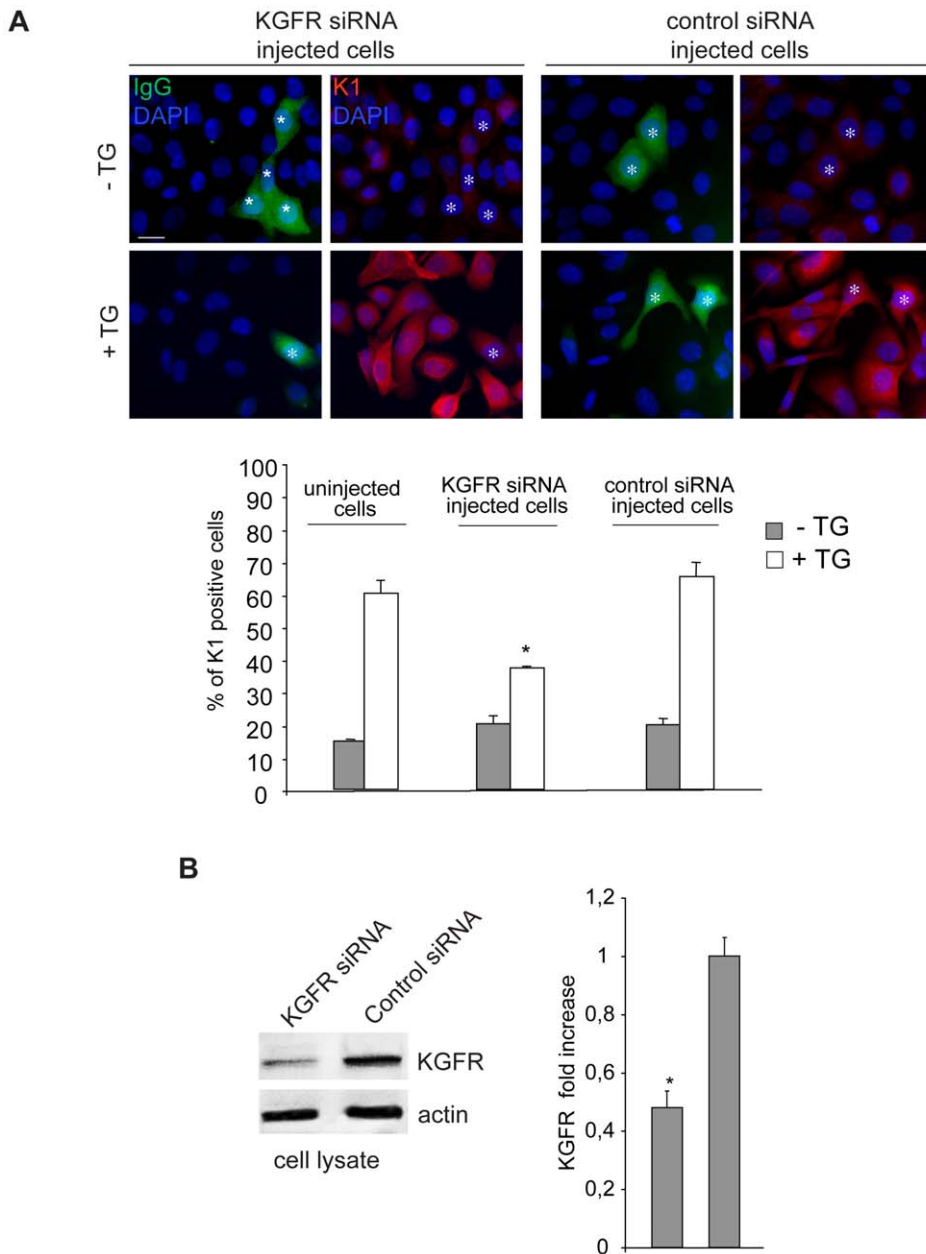 A
KGFR siRNA
injected cells
control siRNA
injected cells
IgG
DAPI
K1
DAPI
- TG
* * * *
* * * *
* *
* *
+ TG
*
*
* *
* *
% of K1 positive cells
100
90
80
70
60
50
40
30
20
10
0
uninjected
cells
KGFR siRNA
injected cells
control siRNA
injected cells
*
- TG
+ TG
B
KGFR siRNA
Control siRNA
KGFR
actin
cell lysate
KGFR fold increase
1,2
1
0,8
0,6
0,4
0,2
0
*